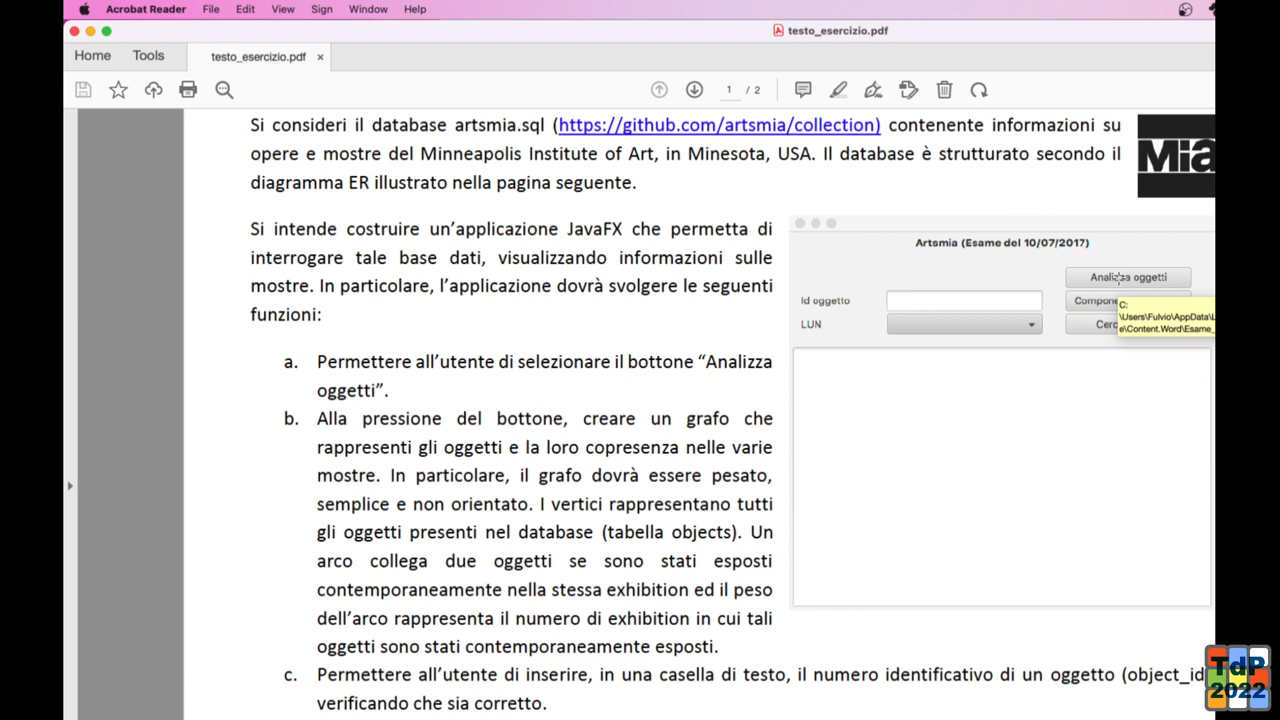 Acrobat Reader File Edit View Sign Window Help
testo_esercizio.pdf
Home Tools testo_esercizio.pdf ×
1 / 2
Si consideri il database artsmia.sql (https://github.com/artsmia/collection) contenente informazioni su
opere e mostre del Minneapolis Institute of Art, in Minesota, USA. Il database è strutturato secondo il
diagramma ER illustrato nella pagina seguente.
Mia
Si intende costruire un'applicazione JavaFX che permetta di
interrogare tale base dati, visualizzando informazioni sulle
mostre. In particolare, l'applicazione dovrà svolgere le seguenti
funzioni:
a. Permettere all'utente di selezionare il bottone “Analizza
oggetti”.
b. Alla pressione del bottone, creare un grafo che
rappresenti gli oggetti e la loro copresenza nelle varie
mostre. In particolare, il grafo dovrà essere pesato,
semplice e non orientato. I vertici rappresentano tutti
gli oggetti presenti nel database (tabella objects). Un
arco collega due oggetti se sono stati esposti
contemporaneamente nella stessa exhibition ed il peso
dell'arco rappresenta il numero di exhibition in cui tali
oggetti sono stati contemporaneamente esposti.
Artsmia (Esame del 10/07/2017)
Analizza oggetti
Id oggetto
Compone
LUN
Cerc
C:
\Users\Fulvio\AppData\L
e\Content.Word\Esame_
c. Permettere all'utente di inserire, in una casella di testo, il numero identificativo di un oggetto (object_id
verificando che sia corretto.
TdP
2022